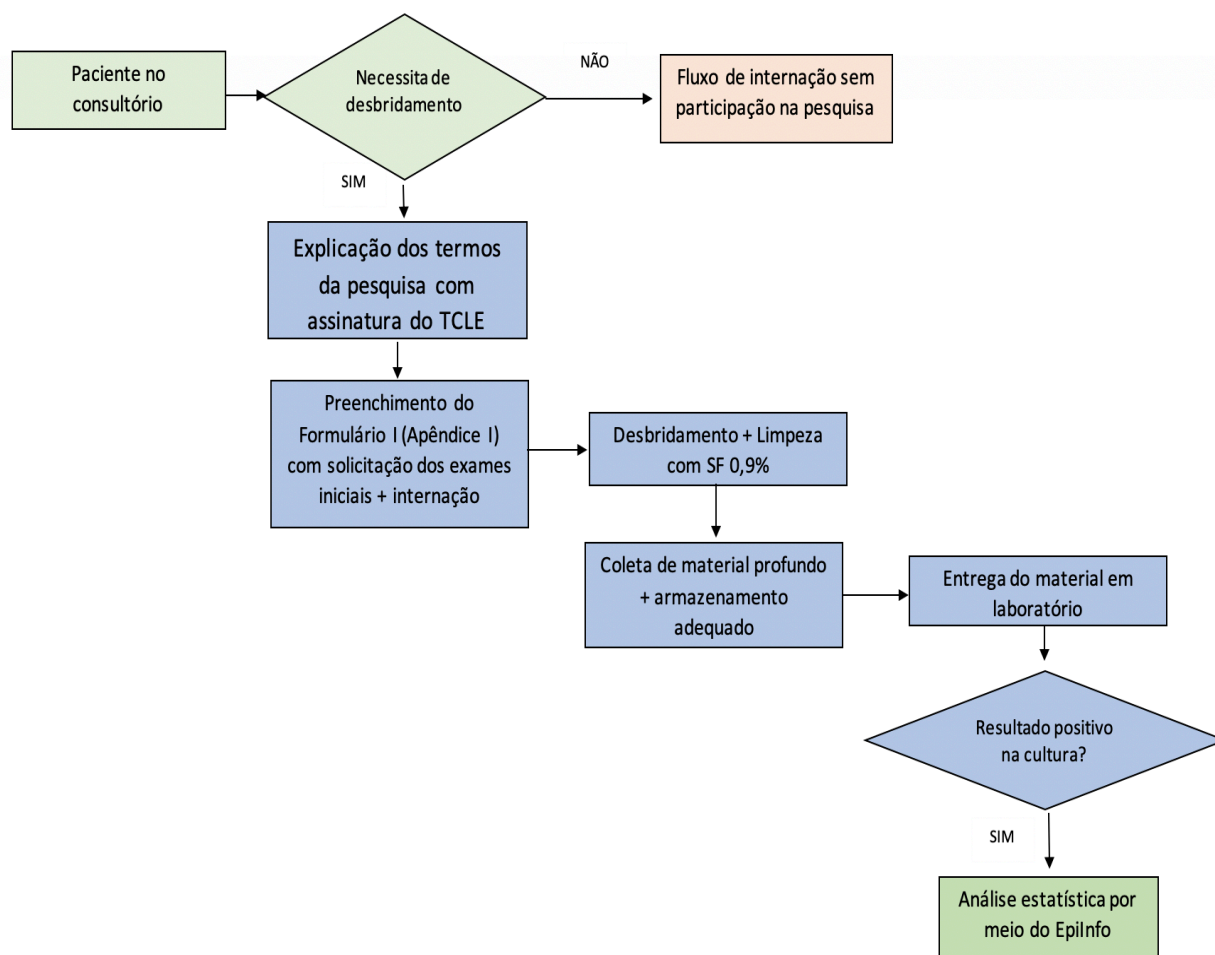 Paciente no
consultório
Necessita de
desbridamento
NÃO
Fluxo de internação sem
participação na pesquisa
SIM
Explicação dos termos
da pesquisa com
assinatura do TCLE
Preenchimento do
Formulário I (Apêndice I)
com solicitação dos exames
iniciais + internação
Desbridamento + Limpeza
com SF 0,9%
Coleta de material profundo
+ armazenamento
adequado
Entrega do material em
laboratório
Resultado positivo
na cultura?
SIM
Análise estatística por
meio do EpiInfo